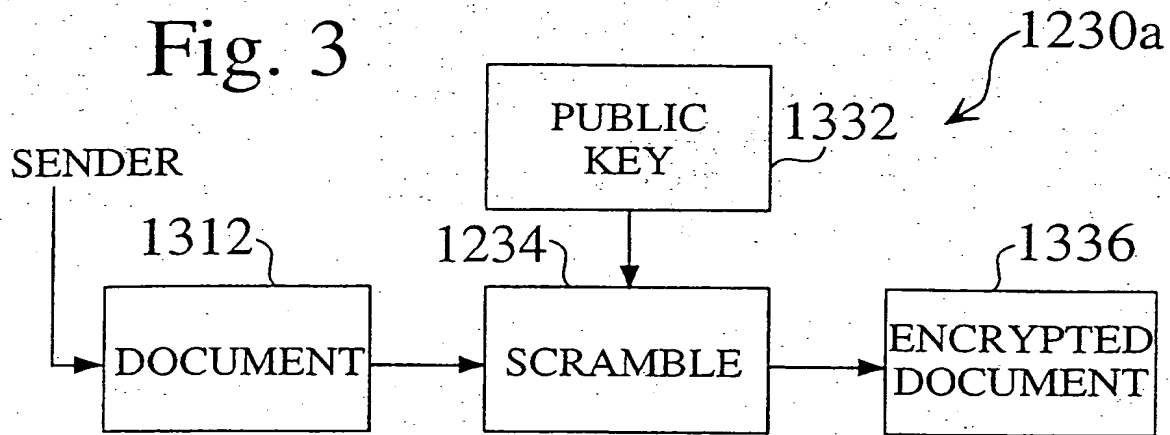 Fig. 3
1230a
PUBLIC
KEY
1332
SENDER
1312
1234
1336
DOCUMENT
SCRAMBLE
ENCRYPTED
DOCUMENT